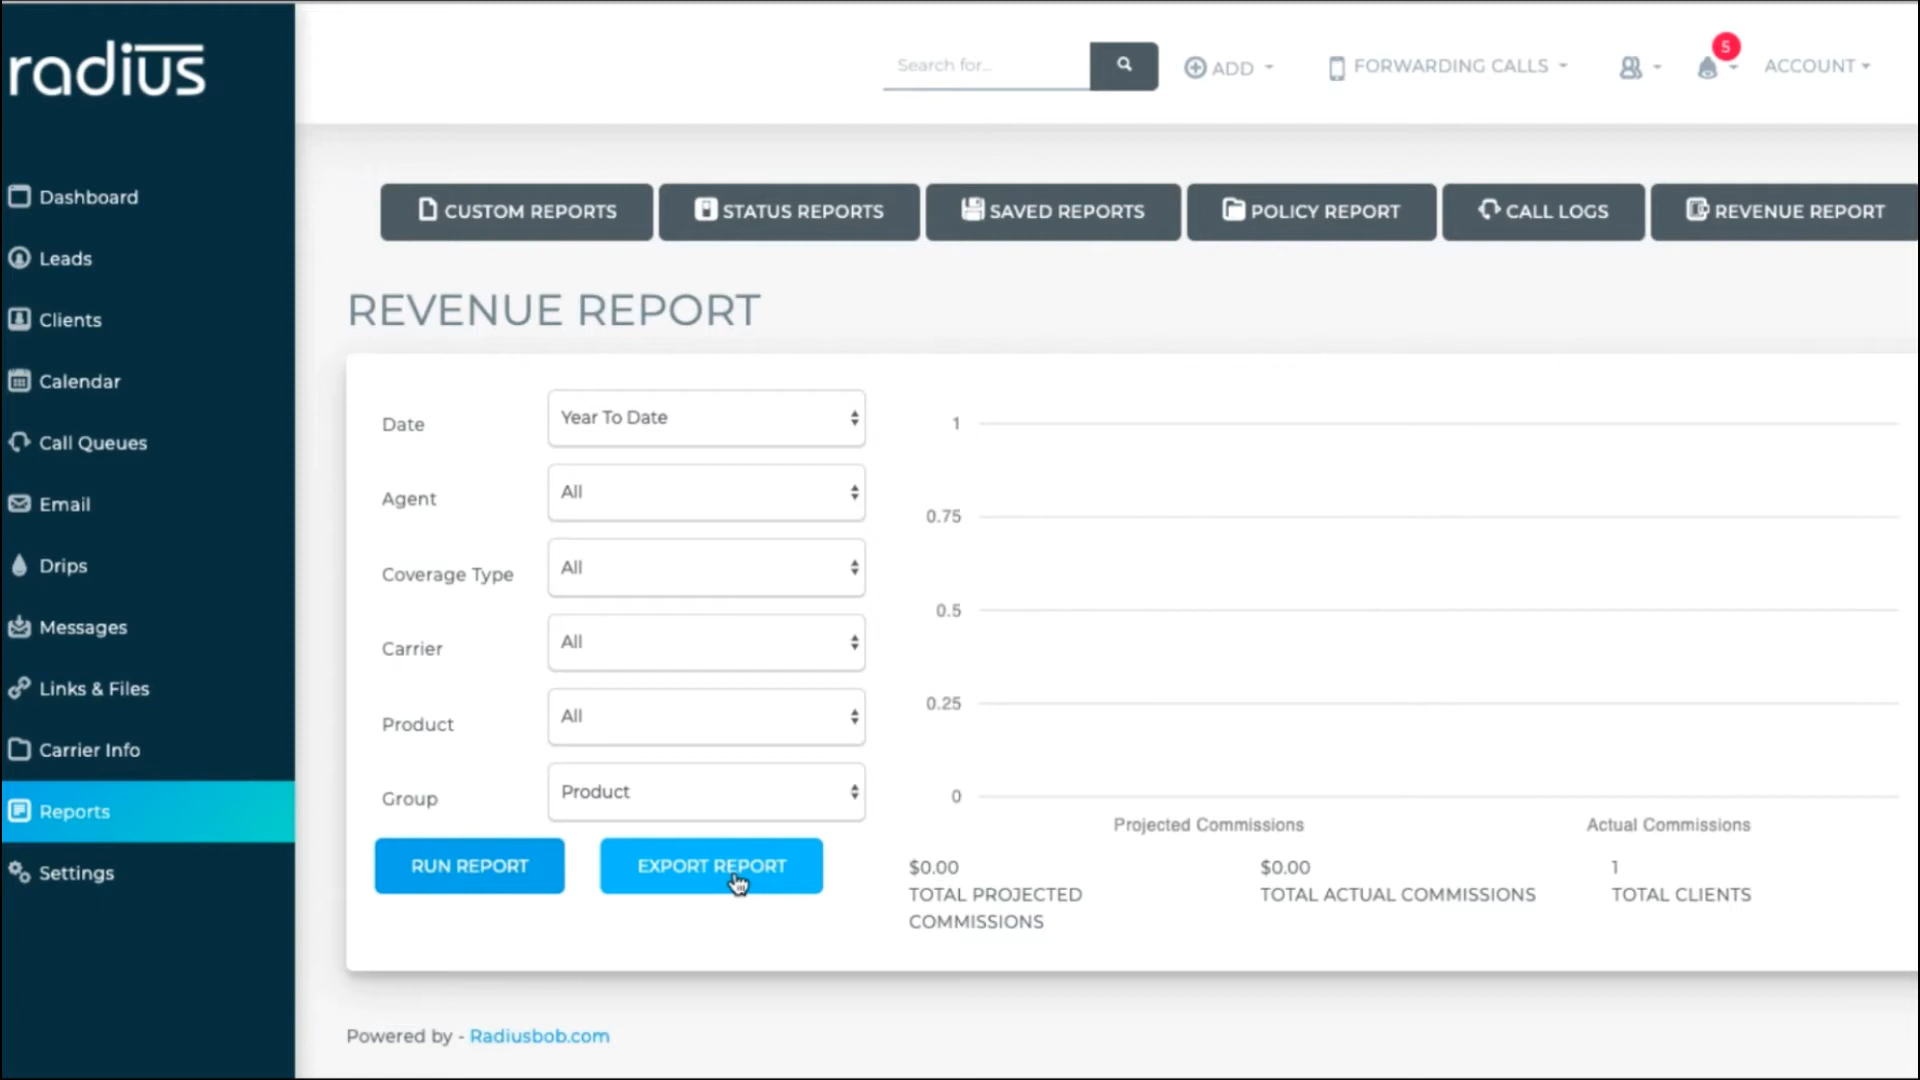 radius
Search for...
ADD
FORWARDING CALLS
5
ACCOUNT
Dashboard
Leads
Clients
Calendar
Call Queues
Email
Drips
Messages
Links & Files
Carrier Info
Reports
Settings
CUSTOM REPORTS
STATUS REPORTS
SAVED REPORTS
POLICY REPORT
CALL LOGS
REVENUE REPORT
REVENUE REPORT
Date
Year To Date
Agent
All
Coverage Type
All
Carrier
All
Product
All
Group
Product
RUN REPORT
EXPORT REPORT
1
0.75
0.5
0.25
0
Projected Commissions
Actual Commissions
$0.00
TOTAL PROJECTED
COMMISSIONS
$0.00
TOTAL ACTUAL COMMISSIONS
1
TOTAL CLIENTS
Powered by - Radiusbob.com